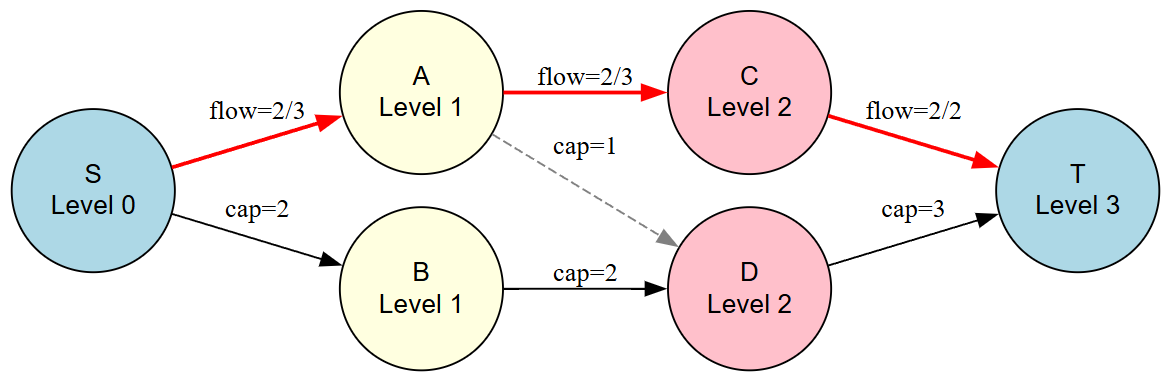 A
Level 1
flow=2/3
C
Level 2
flow=2/3
flow=2/2
cap=1
S
Level 0
T
Level 3
cap=2
cap=3
B
Level 1
cap=2
D
Level 2